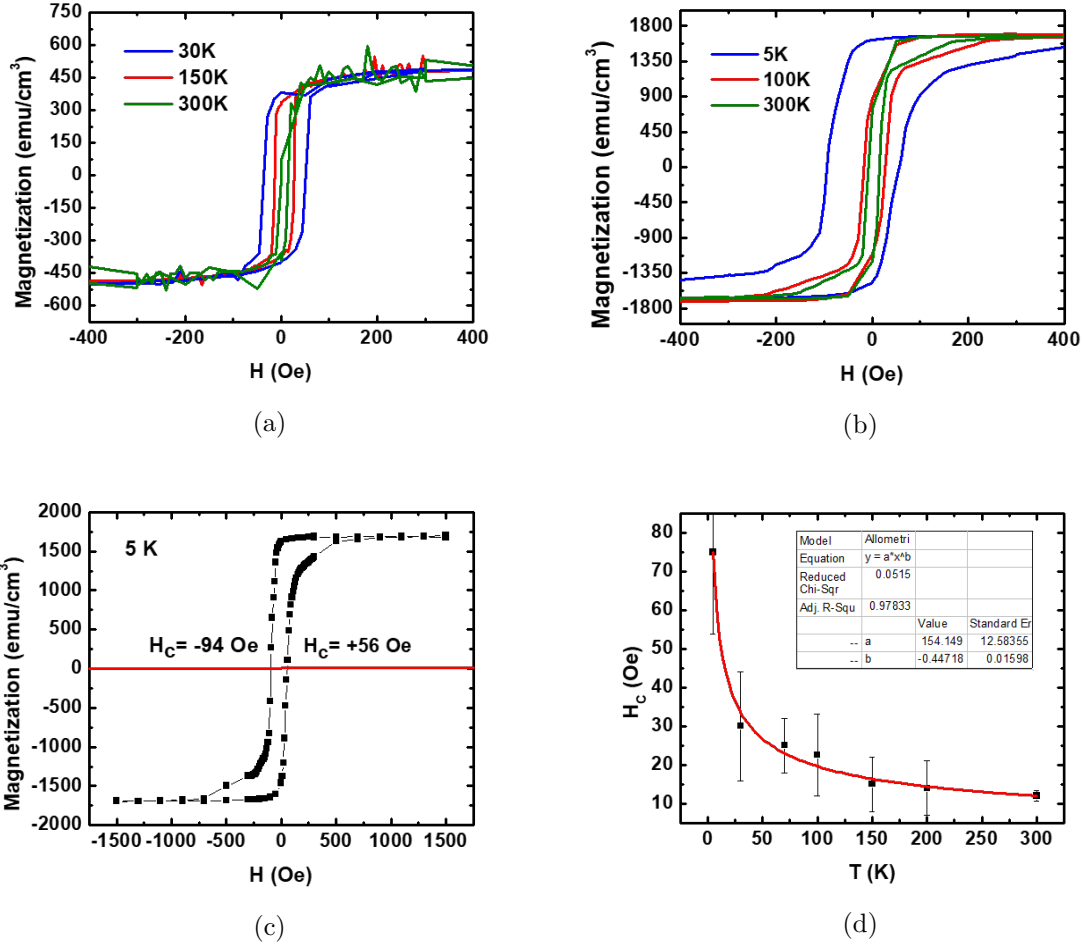 750
600
450
300
150
0
-150
-300
-450
-600
Magnetization (emu/cm³)
30K
150K
300K
-400
-200
0
200
400
H (Oe)
(a)
1800
1350
900
450
0
-450
-900
-1350
-1800
Magnetization (emu/cm³)
5K
100K
300K
-400
-200
0
200
400
H (Oe)
(b)
2000
1500
1000
500
0
-500
-1000
-1500
-2000
Magnetization (emu/cm³)
5 K
H_C= -94 Oe
H_C= +56 Oe
-1500
-1000
-500
0
500
1000
1500
H (Oe)
(c)
80
70
60
50
40
30
20
10
H_C (Oe)
Model Allometri
Equation y = a*x^b
Reduced Chi-Sqr 0.0515
Adj. R-Squ 0.97833
Value Standard Er
-- a 154.149 12.58355
-- b -0.44718 0.01598
0
50
100
150
200
250
300
T (K)
(d)